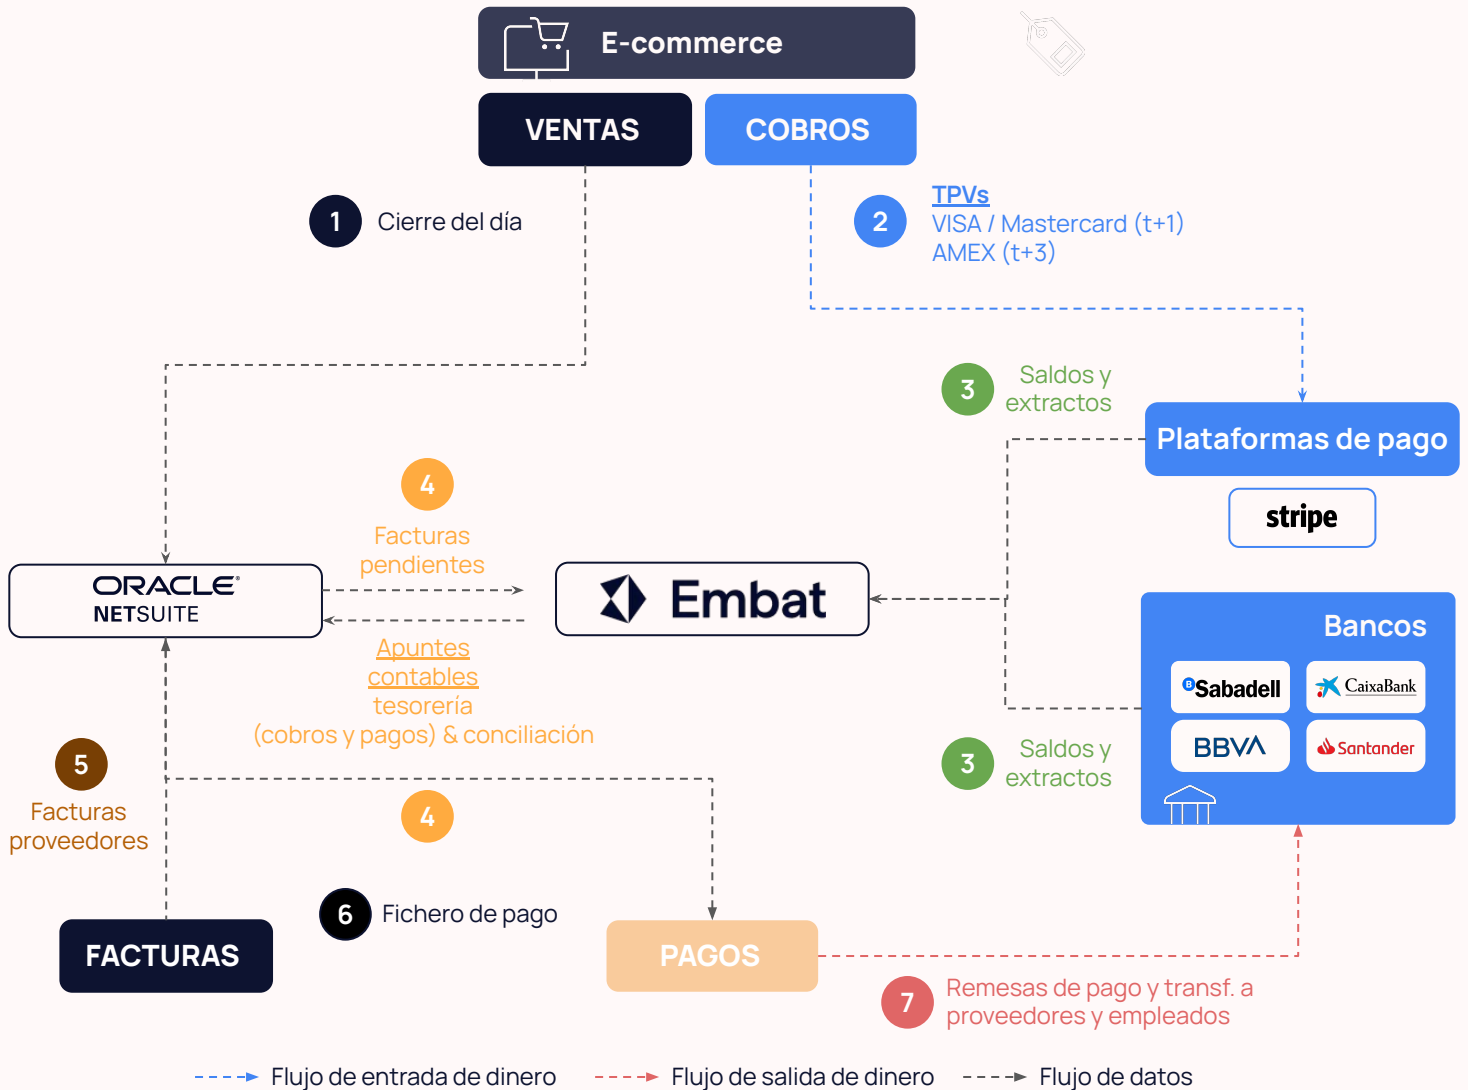 E-commerce
VENTAS
COBROS
1
Cierre del día
2
TPVs
VISA / Mastercard (t+1)
AMEX (t+3)
3
Saldos y
extractos
Plataformas de pago
stripe
4
Facturas
pendientes
ORACLE
NETSUITE
Embat
Apuntes
contables
tesorería
(cobros y pagos) & conciliación
Bancos
Sabadell
CaixaBank
BBVA
Santander
3
Saldos y
extractos
5
Facturas
proveedores
4
6
Fichero de pago
FACTURAS
PAGOS
7
Remesas de pago y transf. a
proveedores y empleados
Flujo de entrada de dinero
Flujo de salida de dinero
Flujo de datos